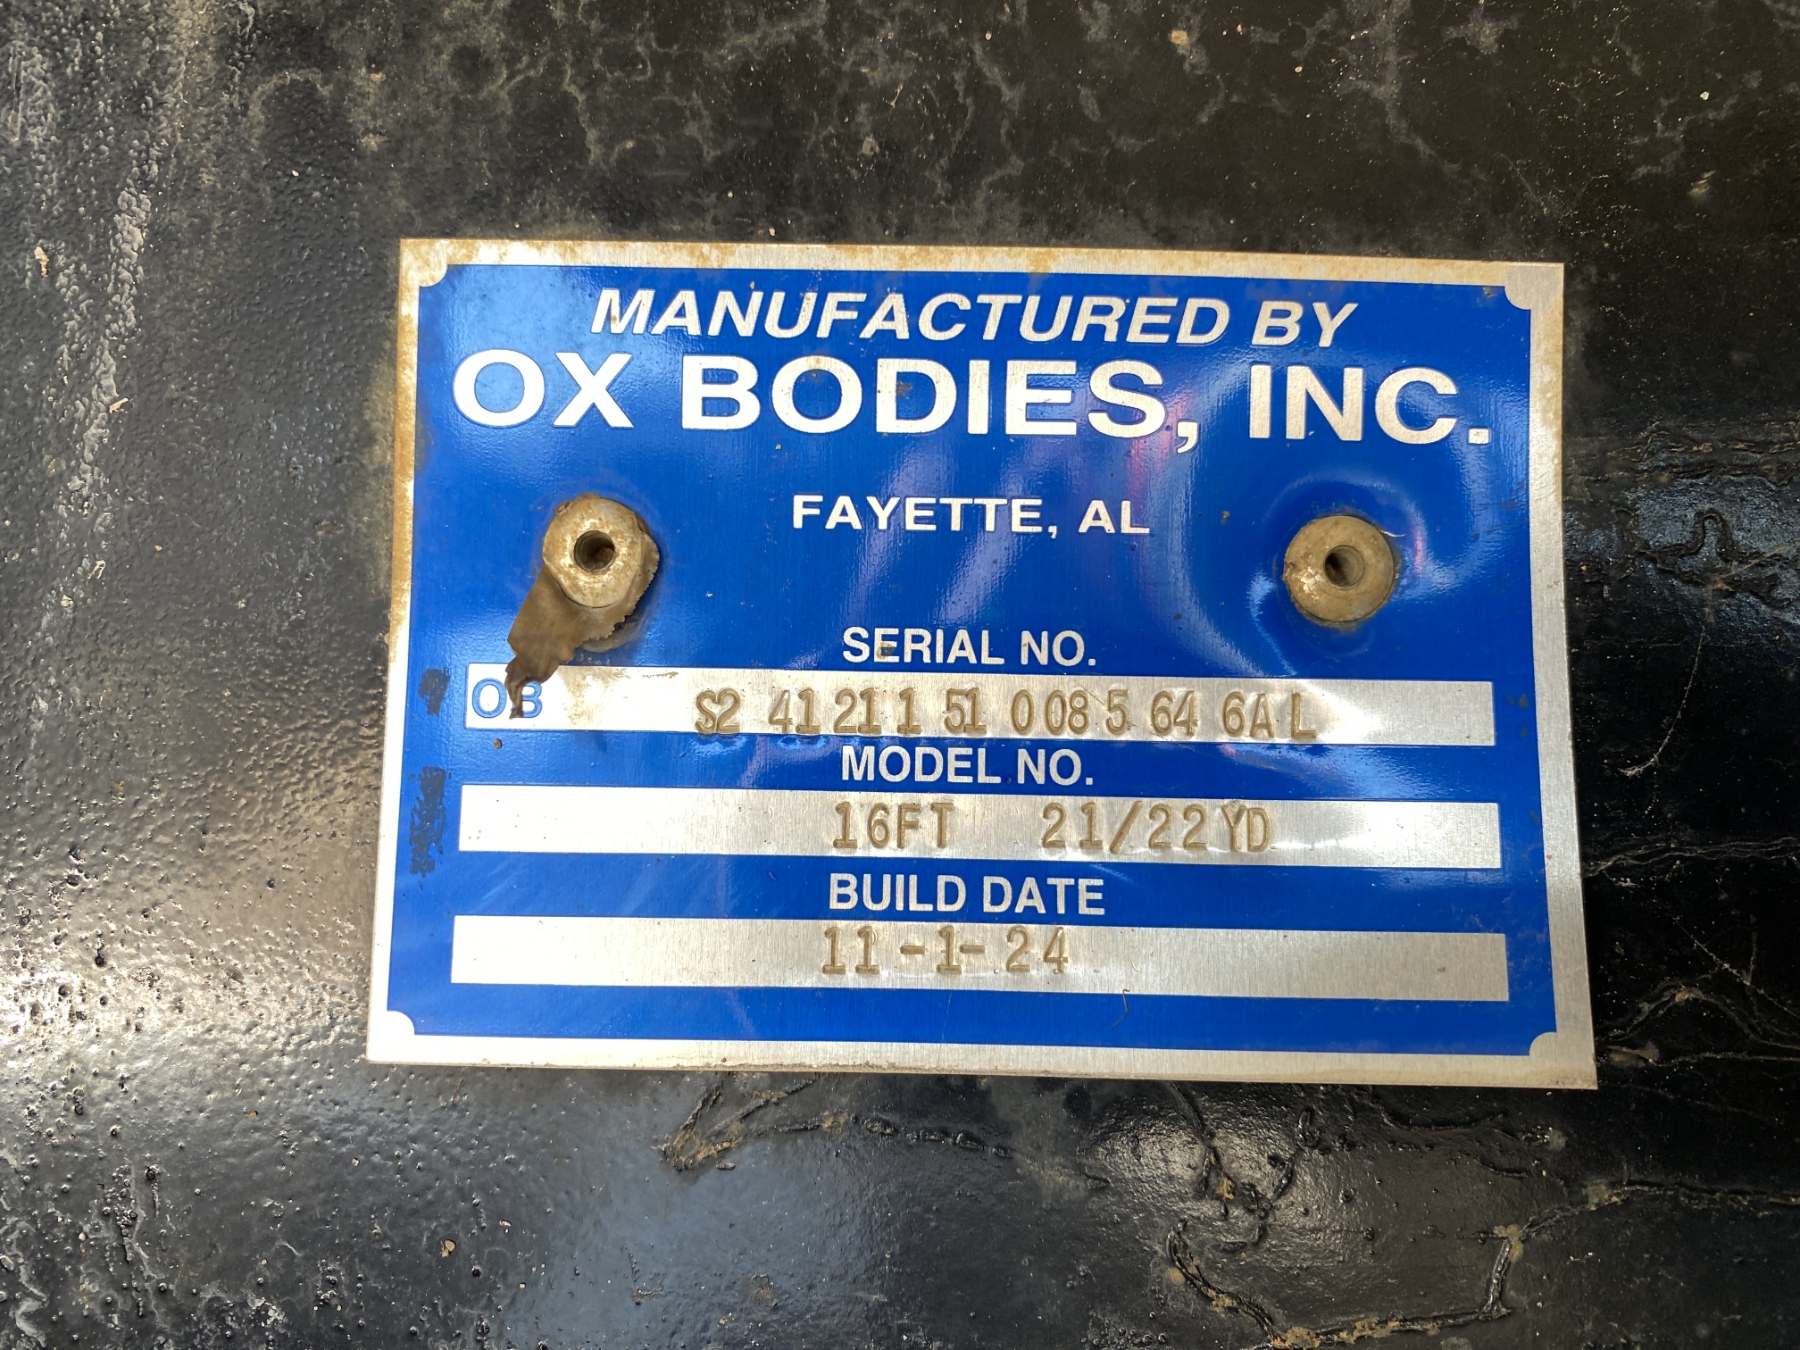 MANUFACTURED BY
OX BODIES, INC.
FAYETTE, AL
SERIAL NO.
OB S2 41 21 1 51 0 08 5 64 6A L
MODEL NO.
16FT 21/22YD
BUILD DATE
11-1-24